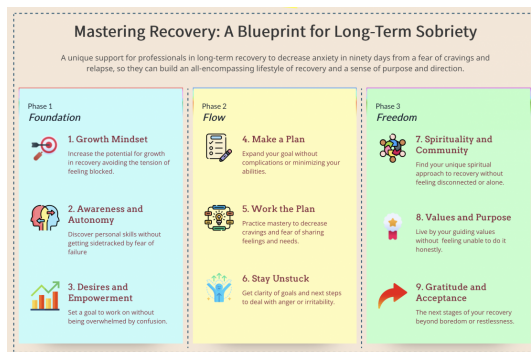 Mastering Recovery: A Blueprint for Long-Term Sobriety
A unique support for professionals in long-term recovery to decrease anxiety in ninety days from a fear of cravings and
relapse, so they can build an all-encompassing lifestyle of recovery and a sense of purpose and direction.
Phase 1
Foundation
1. Growth Mindset
Increase the potential for growth
in recovery avoiding the tension of
feeling blocked.
2. Awareness and
Autonomy
Discover personal skills without
getting sidetracked by fear of
failure
3. Desires and
Empowerment
Set a goal to work on without
being overwhelmed by confusion.
Phase 2
Flow
4. Make a Plan
Expand your goal without
complications or minimizing your
abilities.
5. Work the Plan
Practice mastery to decrease
cravings and fear of sharing
feelings and needs.
6. Stay Unstuck
Get clarity of goals and next steps
to deal with anger or irritability.
Phase 3
Freedom
7. Spirituality and
Community
Find your unique spiritual
approach to recovery without
feeling disconnected or alone.
8. Values and Purpose
Live by your guiding values
without feeling unable to do it
honestly.
9. Gratitude and
Acceptance
The next stages of your recovery
beyond boredom or restlessness.